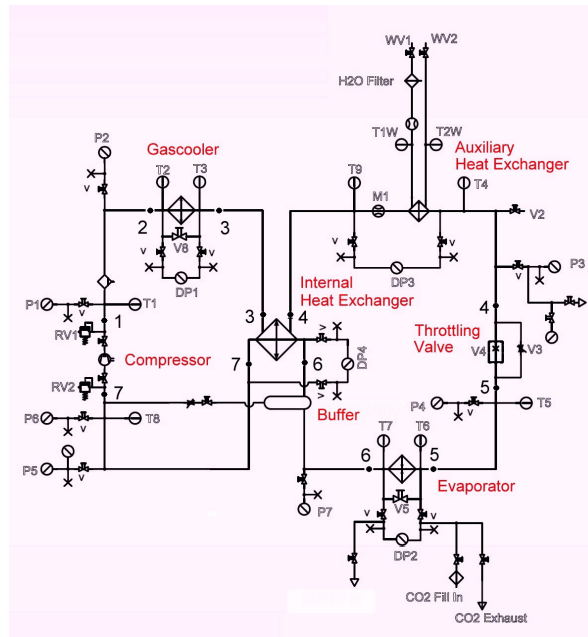 WV1 WV2
H2O Filter
P2
Gascooler
T1W T2W
Auxiliary
Heat Exchanger
T2 T3
T9
M1
T4
2 3
V2
v
V8
v v
v v
DP1
DP3
v
P3
Internal
Heat Exchanger
P1
v
T1
RV1
1
3 4
4
Throttling
Valve
V4
V3
Compressor
7 6
v
DP4
v
RV2
7
5
Buffer
P6
v
T8
P4
v
T5
T7 T6
P5
v
6 5
Evaporator
v
P7
V5
v v
DP2
CO2 Fill In
CO2 Exhaust